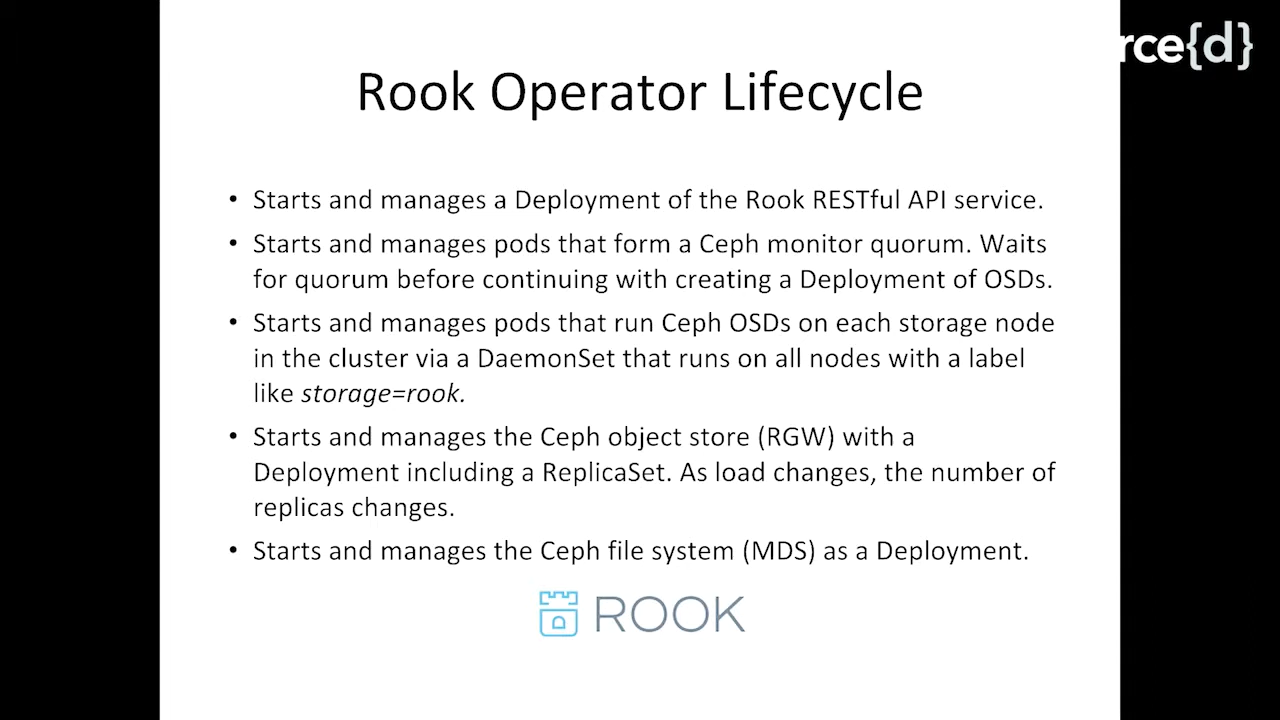 rce{d}
Rook Operator Lifecycle
• Starts and manages a Deployment of the Rook RESTful API service.
• Starts and manages pods that form a Ceph monitor quorum. Waits
for quorum before continuing with creating a Deployment of OSDs.
• Starts and manages pods that run Ceph OSDs on each storage node
in the cluster via a DaemonSet that runs on all nodes with a label
like storage=rook.
• Starts and manages the Ceph object store (RGW) with a
Deployment including a ReplicaSet. As load changes, the number of
replicas changes.
• Starts and manages the Ceph file system (MDS) as a Deployment.
ROOK